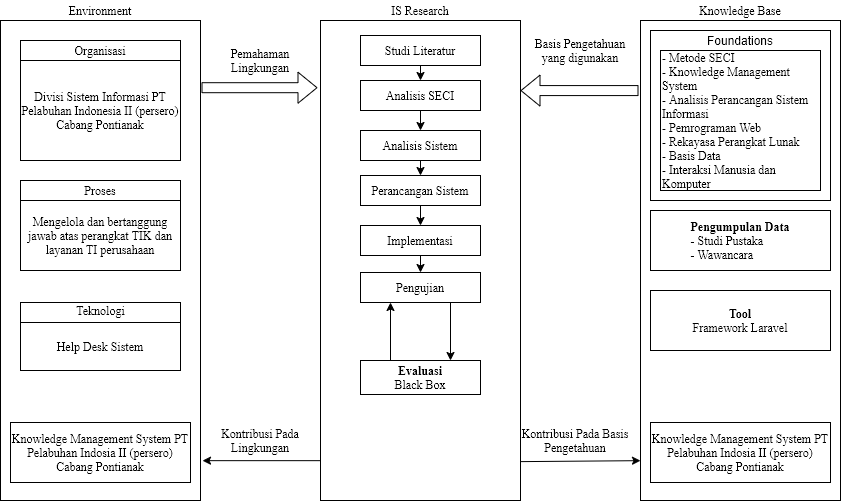 Environment
Organisasi
Divisi Sistem Informasi PT
Pelabuhan Indonesia II (persero)
Cabang Pontianak
Proses
Mengelola dan bertanggung
jawab atas perangkat TIK dan
layanan TI perusahaan
Teknologi
Help Desk Sistem
Knowledge Management System PT
Pelabuhan Indosia II (persero)
Cabang Pontianak
Pemahaman
Lingkungan
Kontribusi Pada
Lingkungan
IS Research
Studi Literatur
Analisis SECI
Analisis Sistem
Perancangan Sistem
Implementasi
Pengujian
Evaluasi
Black Box
Basis Pengetahuan
yang digunakan
Kontribusi Pada Basis
Pengetahuan
Knowledge Base
Foundations
- Metode SECI
- Knowledge Management
System
- Analisis Perancangan Sistem
Informasi
- Pemrograman Web
- Rekayasa Perangkat Lunak
- Basis Data
- Interaksi Manusia dan
Komputer
Pengumpulan Data
- Studi Pustaka
- Wawancara
Tool
Framework Laravel
Knowledge Management System PT
Pelabuhan Indosia II (persero)
Cabang Pontianak